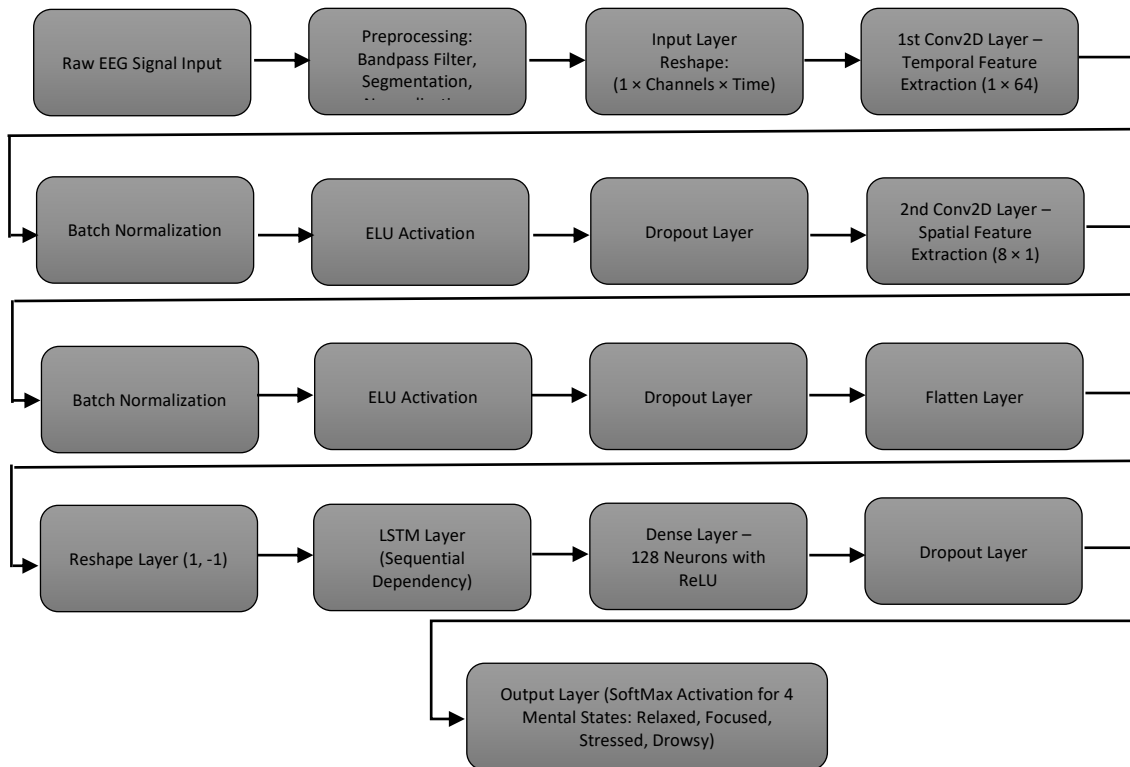 Raw EEG Signal Input
Preprocessing:
Bandpass Filter,
Segmentation,
Input Layer
Reshape:
(1 × Channels × Time)
1st Conv2D Layer –
Temporal Feature
Extraction (1 × 64)
Batch Normalization
ELU Activation
Dropout Layer
2nd Conv2D Layer –
Spatial Feature
Extraction (8 × 1)
Batch Normalization
ELU Activation
Dropout Layer
Flatten Layer
Reshape Layer (1, -1)
LSTM Layer
(Sequential
Dependency)
Dense Layer –
128 Neurons with
ReLU
Dropout Layer
Output Layer (SoftMax Activation for 4
Mental States: Relaxed, Focused,
Stressed, Drowsy)